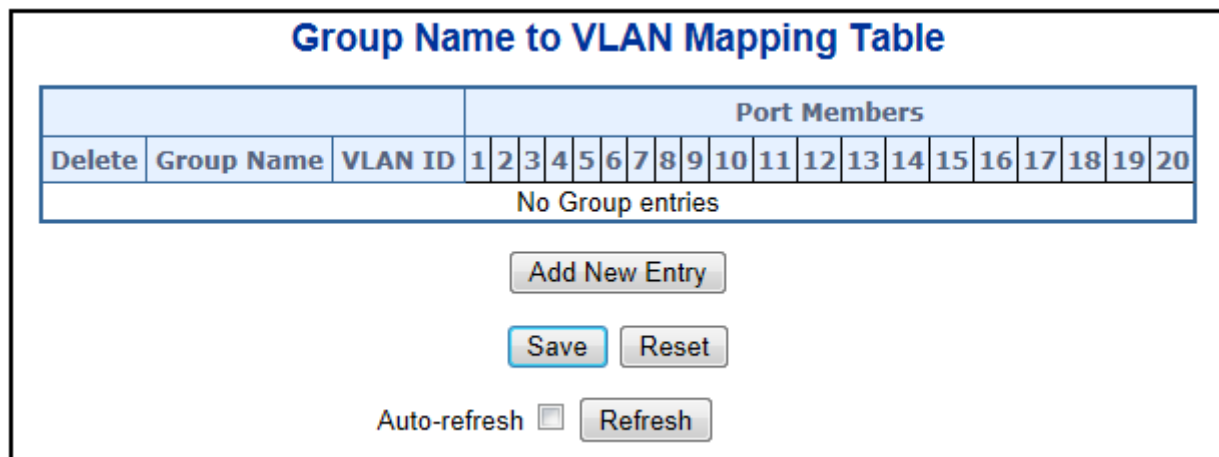 Group Name to VLAN Mapping Table
Port Members
Delete Group Name VLAN ID 1 2 3 4 5 6 7 8 9 10 11 12 13 14 15 16 17 18 19 20
No Group entries
Add New Entry
Save Reset
Auto-refresh Refresh